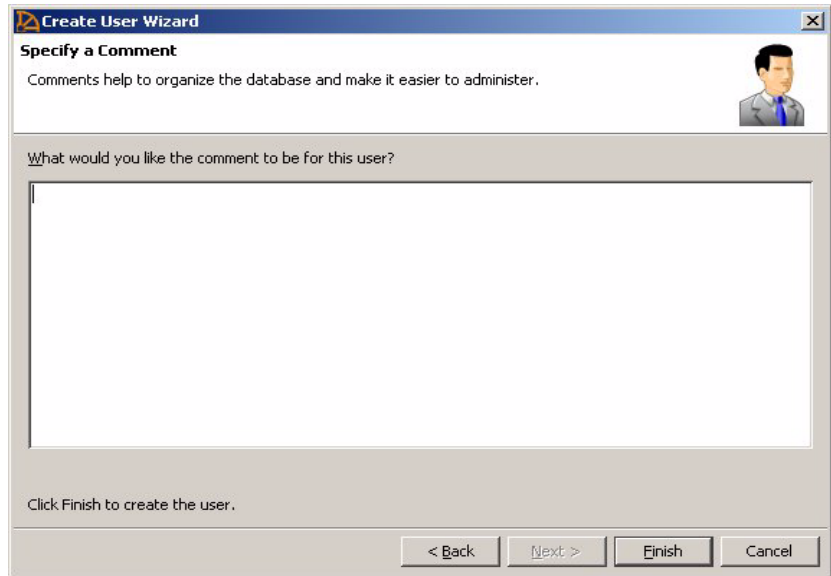 Create User Wizard
Specify a Comment
Comments help to organize the database and make it easier to administer.
What would you like the comment to be for this user?
Click Finish to create the user.
< Back Next > Finish Cancel